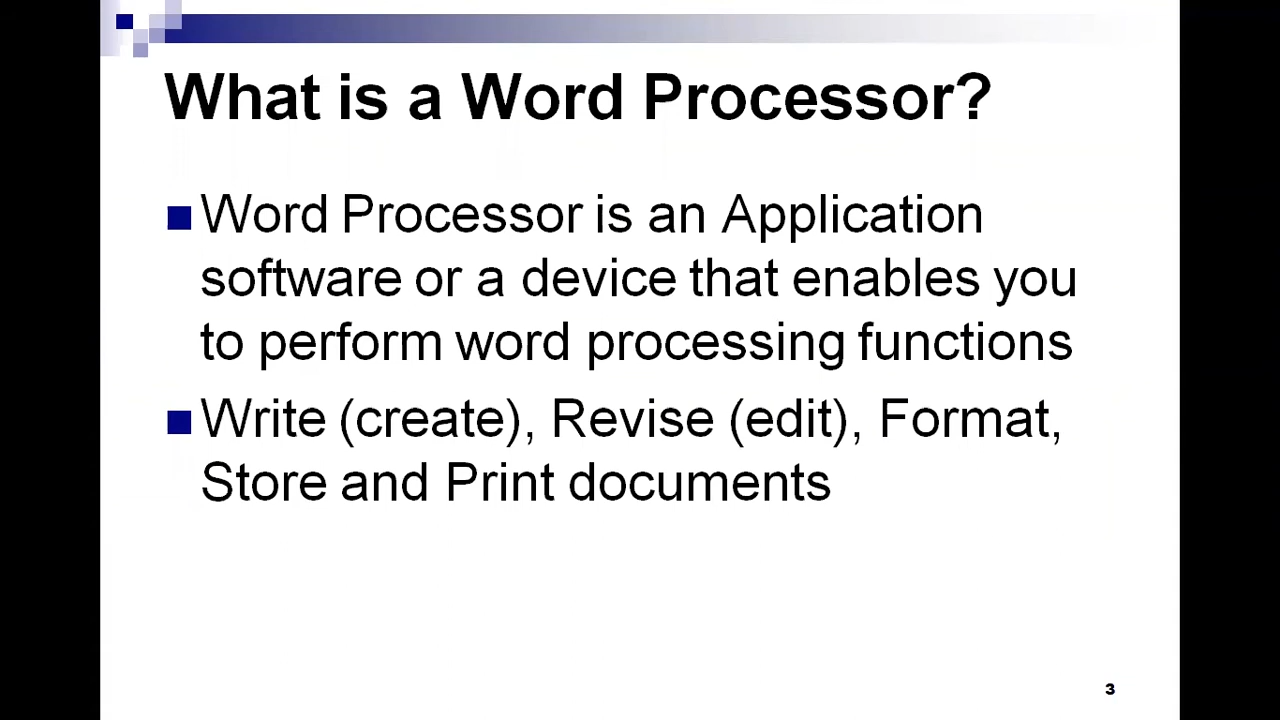 What is a Word Processor?
Word Processor is an Application
software or a device that enables you
to perform word processing functions
Write (create), Revise (edit), Format,
Store and Print documents
3